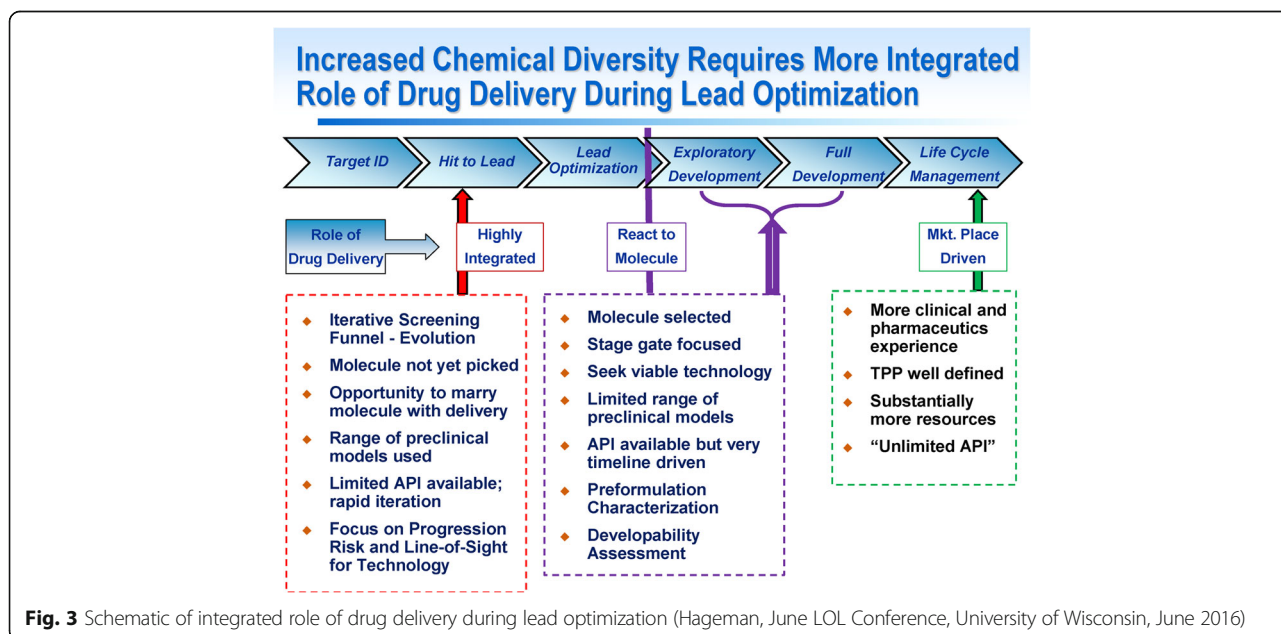 Increased Chemical Diversity Requires More Integrated
Role of Drug Delivery During Lead Optimization
Target ID
Hit to Lead
Lead
Optimization
Exploratory
Development
Full
Development
Life Cycle
Management
Role of
Drug Delivery
Highly
Integrated
React to
Molecule
Mkt. Place
Driven
◆ Iterative Screening
Funnel - Evolution
◆ Molecule not yet picked
◆ Opportunity to marry
molecule with delivery
◆ Range of preclinical
models used
◆ Limited API available;
rapid iteration
◆ Focus on Progression
Risk and Line-of-Sight
for Technology
◆ Molecule selected
◆ Stage gate focused
◆ Seek viable technology
◆ Limited range of
preclinical models
◆ API available but very
timeline driven
◆ Preformulation
Characterization
◆ Developability
Assessment
◆ More clinical and
pharmaceutics
experience
◆ TPP well defined
◆ Substantially
more resources
◆ “Unlimited API”
Fig. 3 Schematic of integrated role of drug delivery during lead optimization (Hageman, June LOL Conference, University of Wisconsin, June 2016)